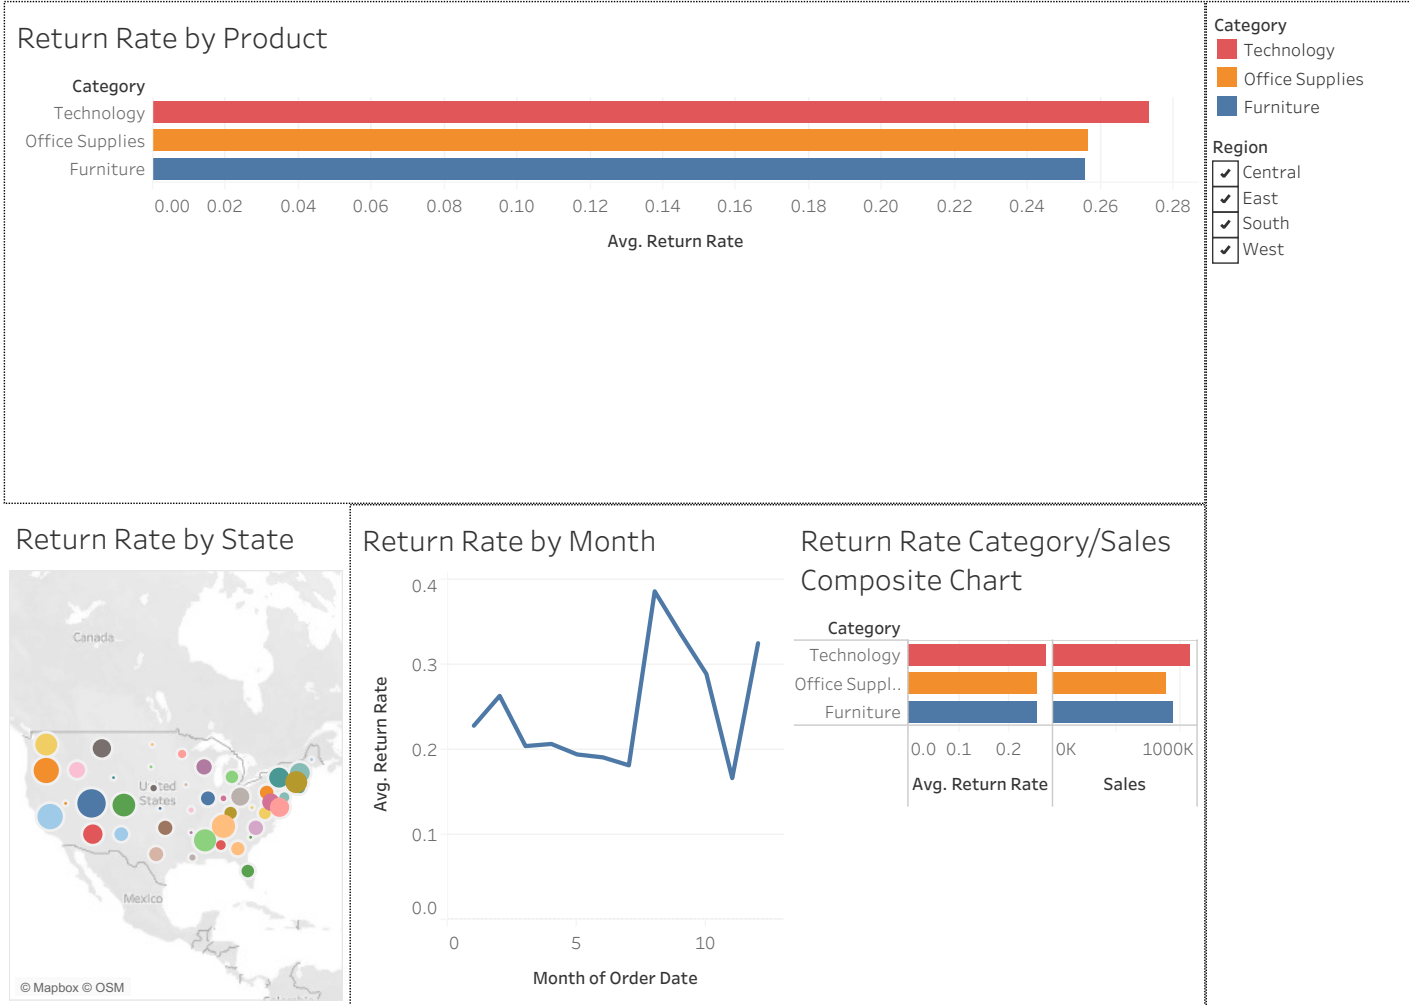 Return Rate by Product
Category
Technology
Office Supplies
Furniture
0.00 0.02 0.04 0.06 0.08 0.10 0.12 0.14 0.16 0.18 0.20 0.22 0.24 0.26 0.28
Avg. Return Rate
Category
Technology
Office Supplies
Furniture
Region
Central
East
South
West
Return Rate by State
Canada
United
States
Mexico
© Mapbox © OSM
Return Rate by Month
Avg. Return Rate
0.4
0.3
0.2
0.1
0.0
0 5 10
Month of Order Date
Return Rate Category/Sales
Composite Chart
Category
Technology
Office Suppl..
Furniture
0.0 0.1 0.2 0K 1000K
Avg. Return Rate Sales